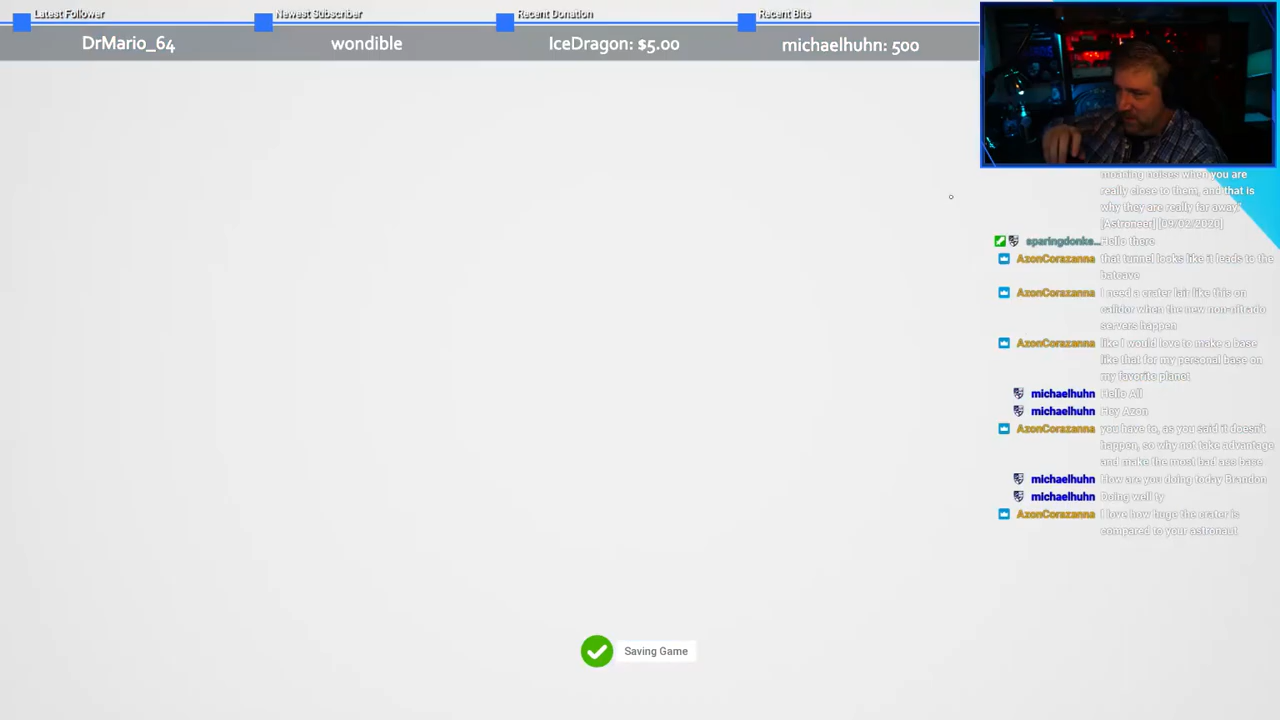 Latest Follower
Newest Subscriber
Recent Donation
Recent Bits
DrMario_64
wondible
IceDragon: $5.00
michaelhuhn: 500
moaning noises when you are
really close to them, and that is
why they are really far away"
[Astroneer] [09/02/2020]
sparingdonke... Hello there
AzonCorazanna that tunnel looks like it leads to the
batcave
AzonCorazanna I need a crater lair like this on
calidor when the new non-nitrado
servers happen
AzonCorazanna like I would love to make a base
like that for my personal base on
my favorite planet
michaelhuhn Hello All
michaelhuhn Hey Azon
AzonCorazanna you have to, as you said it doesn't
happen, so why not take advantage
and make the most bad ass base
michaelhuhn How are you doing today Brandon
michaelhuhn Doing well ty
AzonCorazanna I love how huge the crater is
compared to your astronaut
Saving Game